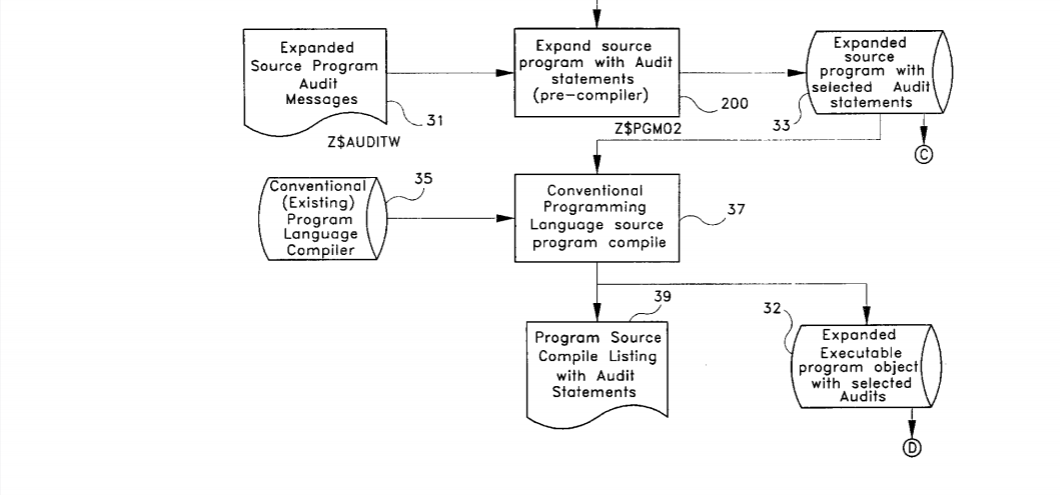 Expanded
Source Program
Audit
Messages
31
Z$AUDITW
Expand source
program with Audit
statements
(pre-compiler)
200
Z$PGM02
Expanded
source
program with
selected Audit
statements
33
C
Conventional
(Existing)
Program
Language
Compiler
35
Conventional
Programming
Language source
program compile
37
39
Program Source
Compile Listing
with Audit
Statements
32
Expanded
Executable
program object
with selected
Audits
D